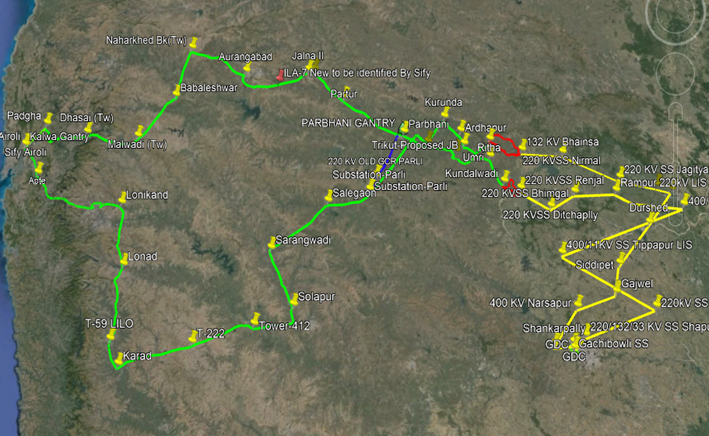 Naharkhed Bk(Tw)
Aurangabad
Jalna II
ILA-7 New to be identified By Sify
Babaleshwar
Partur
Kurunda
Padgha
Dhasai (Tw)
PARBHANI GANTRY
Parbhani
Ardhapur
Airoli
Kalwa Gantry
Malwadi (Tw)
Trikut Proposed JB
Ritha
132 KV Bhainsa
Sify Airoli
Umri
220 KV OLD GCR PARLI
220 KVSS Nirmal
Apte
Substation-Parli
Kundalwadi
220 KV SS Jagitya
Substation-Parli
220 KVSS Renjal
Ramour-220kV LIS
Lonikand
Salegaon
220 KVSS Bhimgal
400
220 KVSS Ditchaplly
Durshed
Sarangwadi
400/11KV SS Tippapur LIS
Lonad
Siddipet
Gajwel
Solapur
400 KV Narsapur
220kV SS
T-59 LILO
T-222
Tower-412
Shankarpally
220/132/33 KV SS Shapu
Karad
GDC
Gachibowli SS
GDC